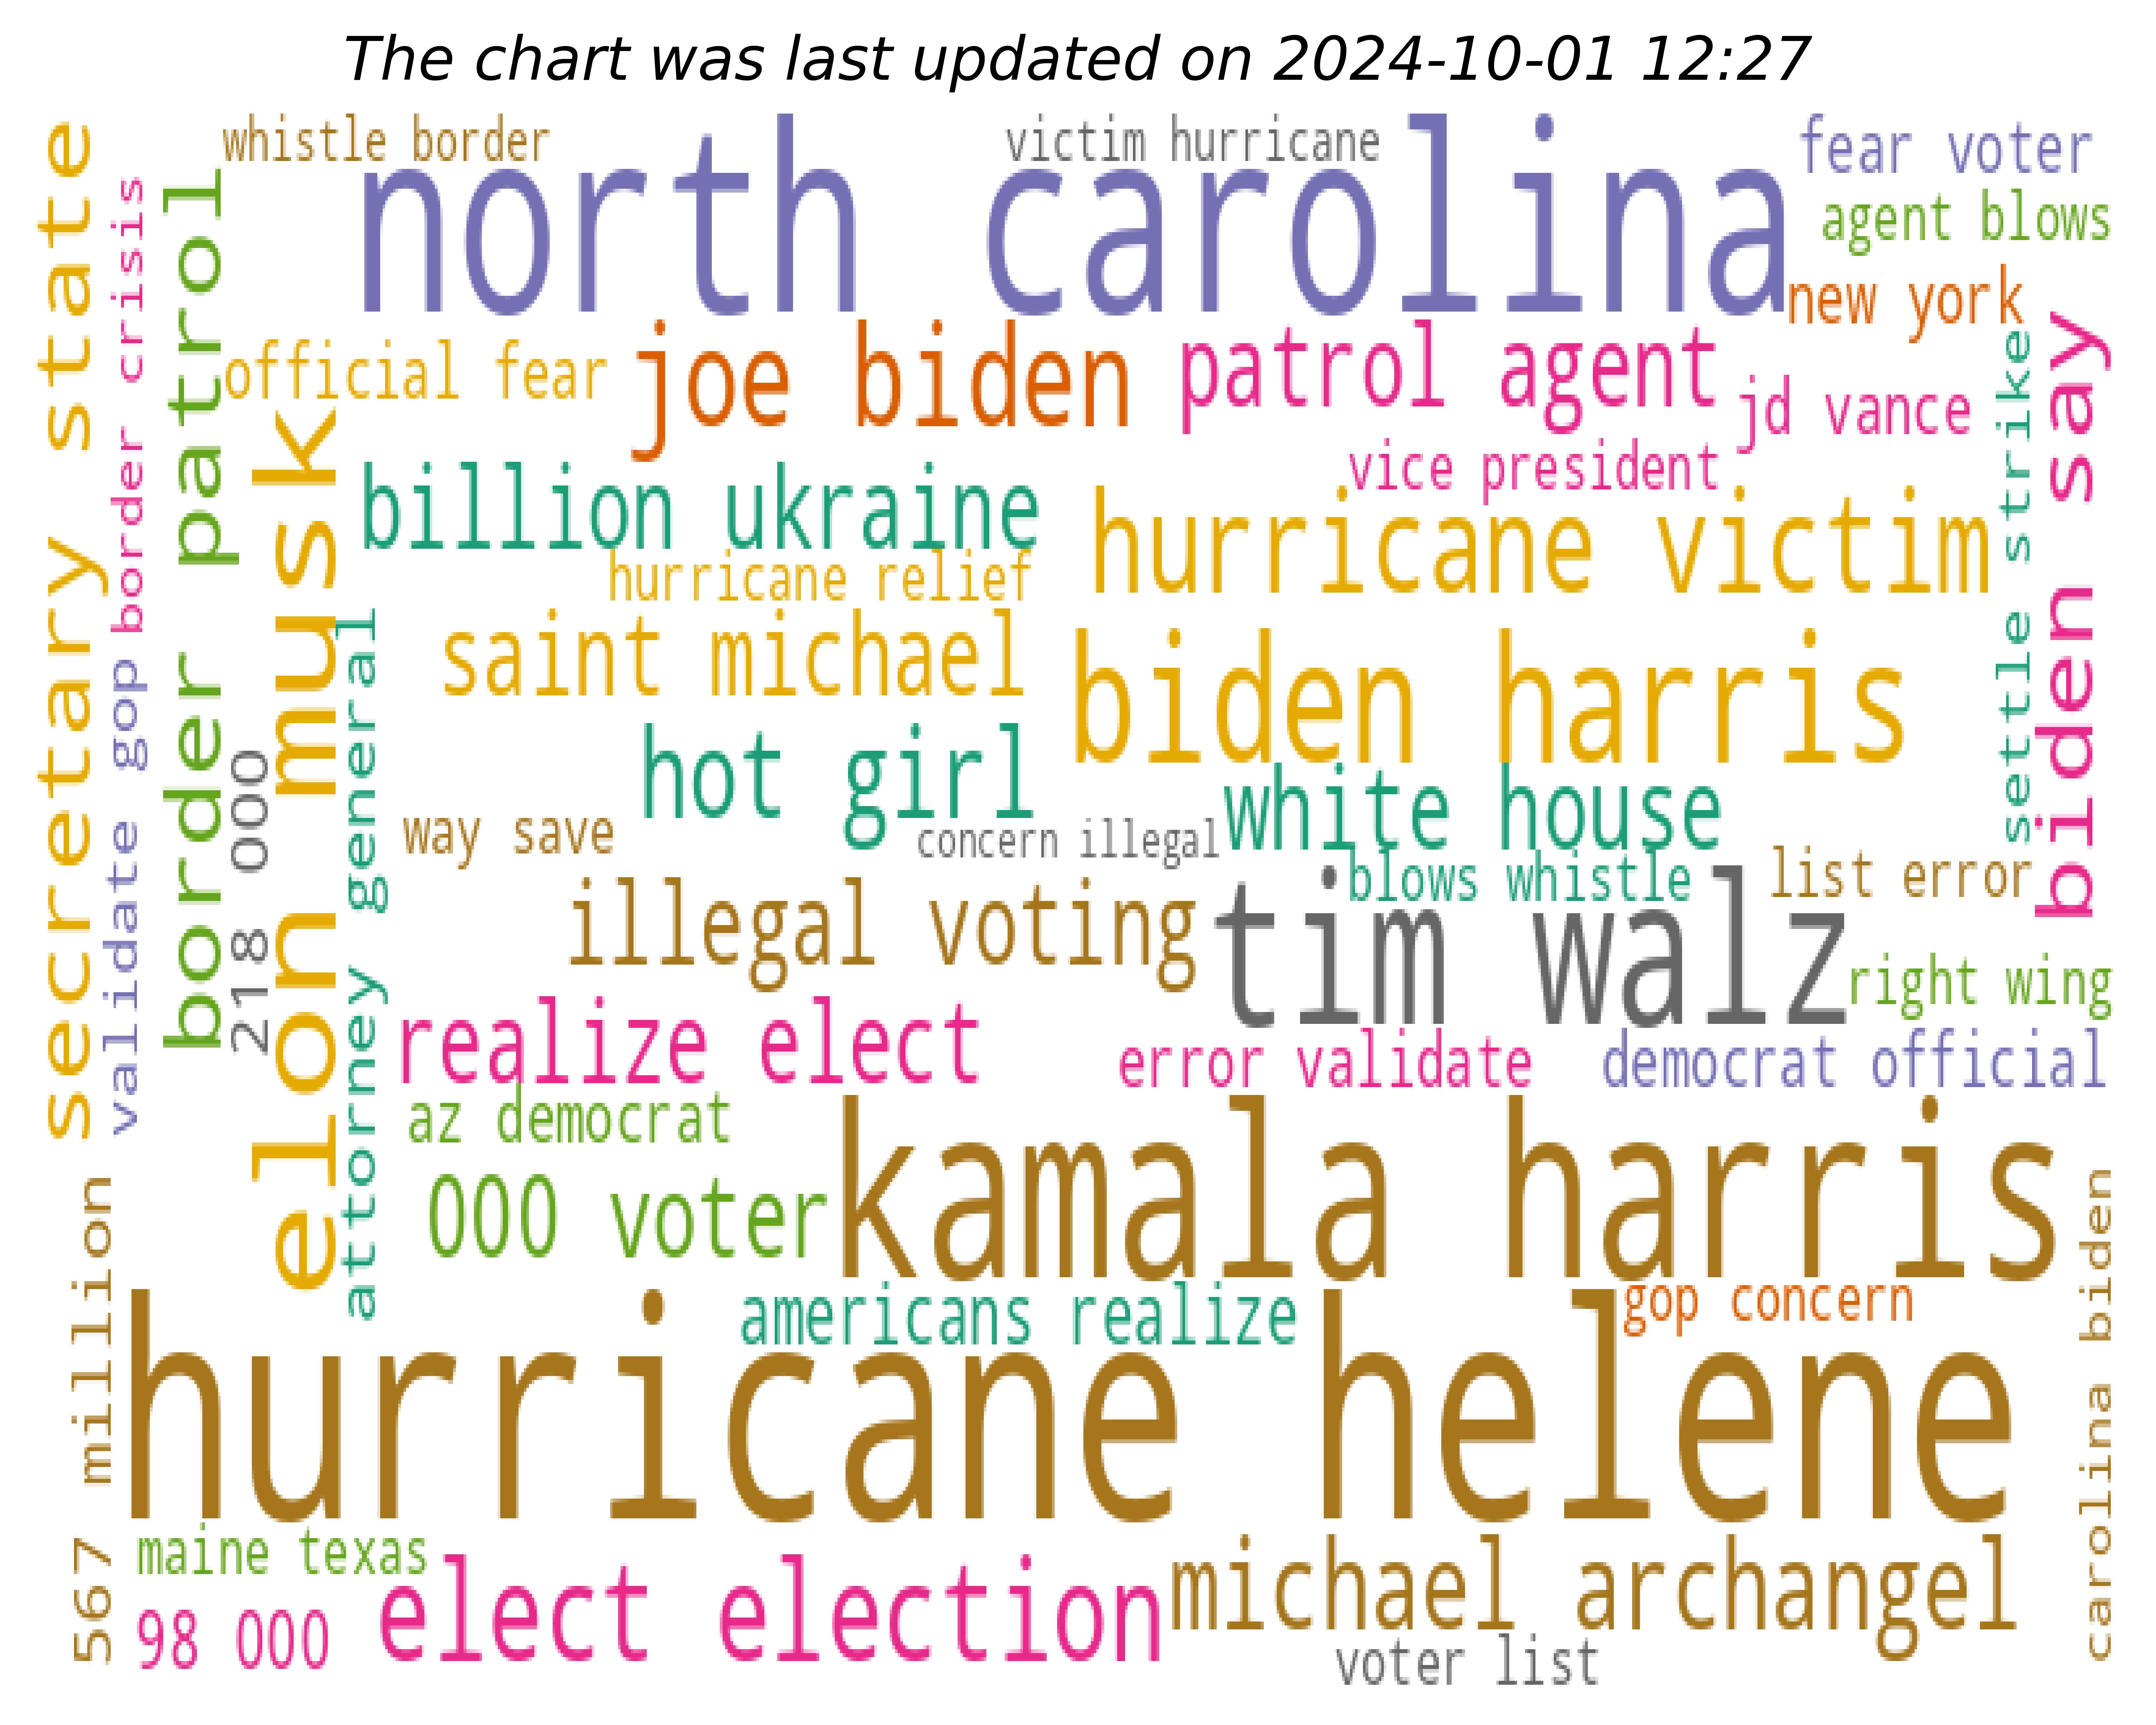 The chart was last updated on 2024-10-01 12:27
whistle border
victim hurricane
fear voter
north carolina
agent blows
new york
secretary state
border crisis
border patrol
official fear
joe biden
patrol agent
jd vance
settle strike
biden say
elon musk
billion ukraine
vice president
hurricane victim
hurricane relief
saint michael
biden harris
attorney general
validate gop
218 000
hot girl
white house
way save
concern illegal
blows whistle
list error
illegal voting
tim walz
right wing
realize elect
error validate
democrat official
az democrat
kamala harris
000 voter
567 million
americans realize
gop concern
carolina biden
hurricane helene
maine texas
98 000
elect election
michael archangel
voter list